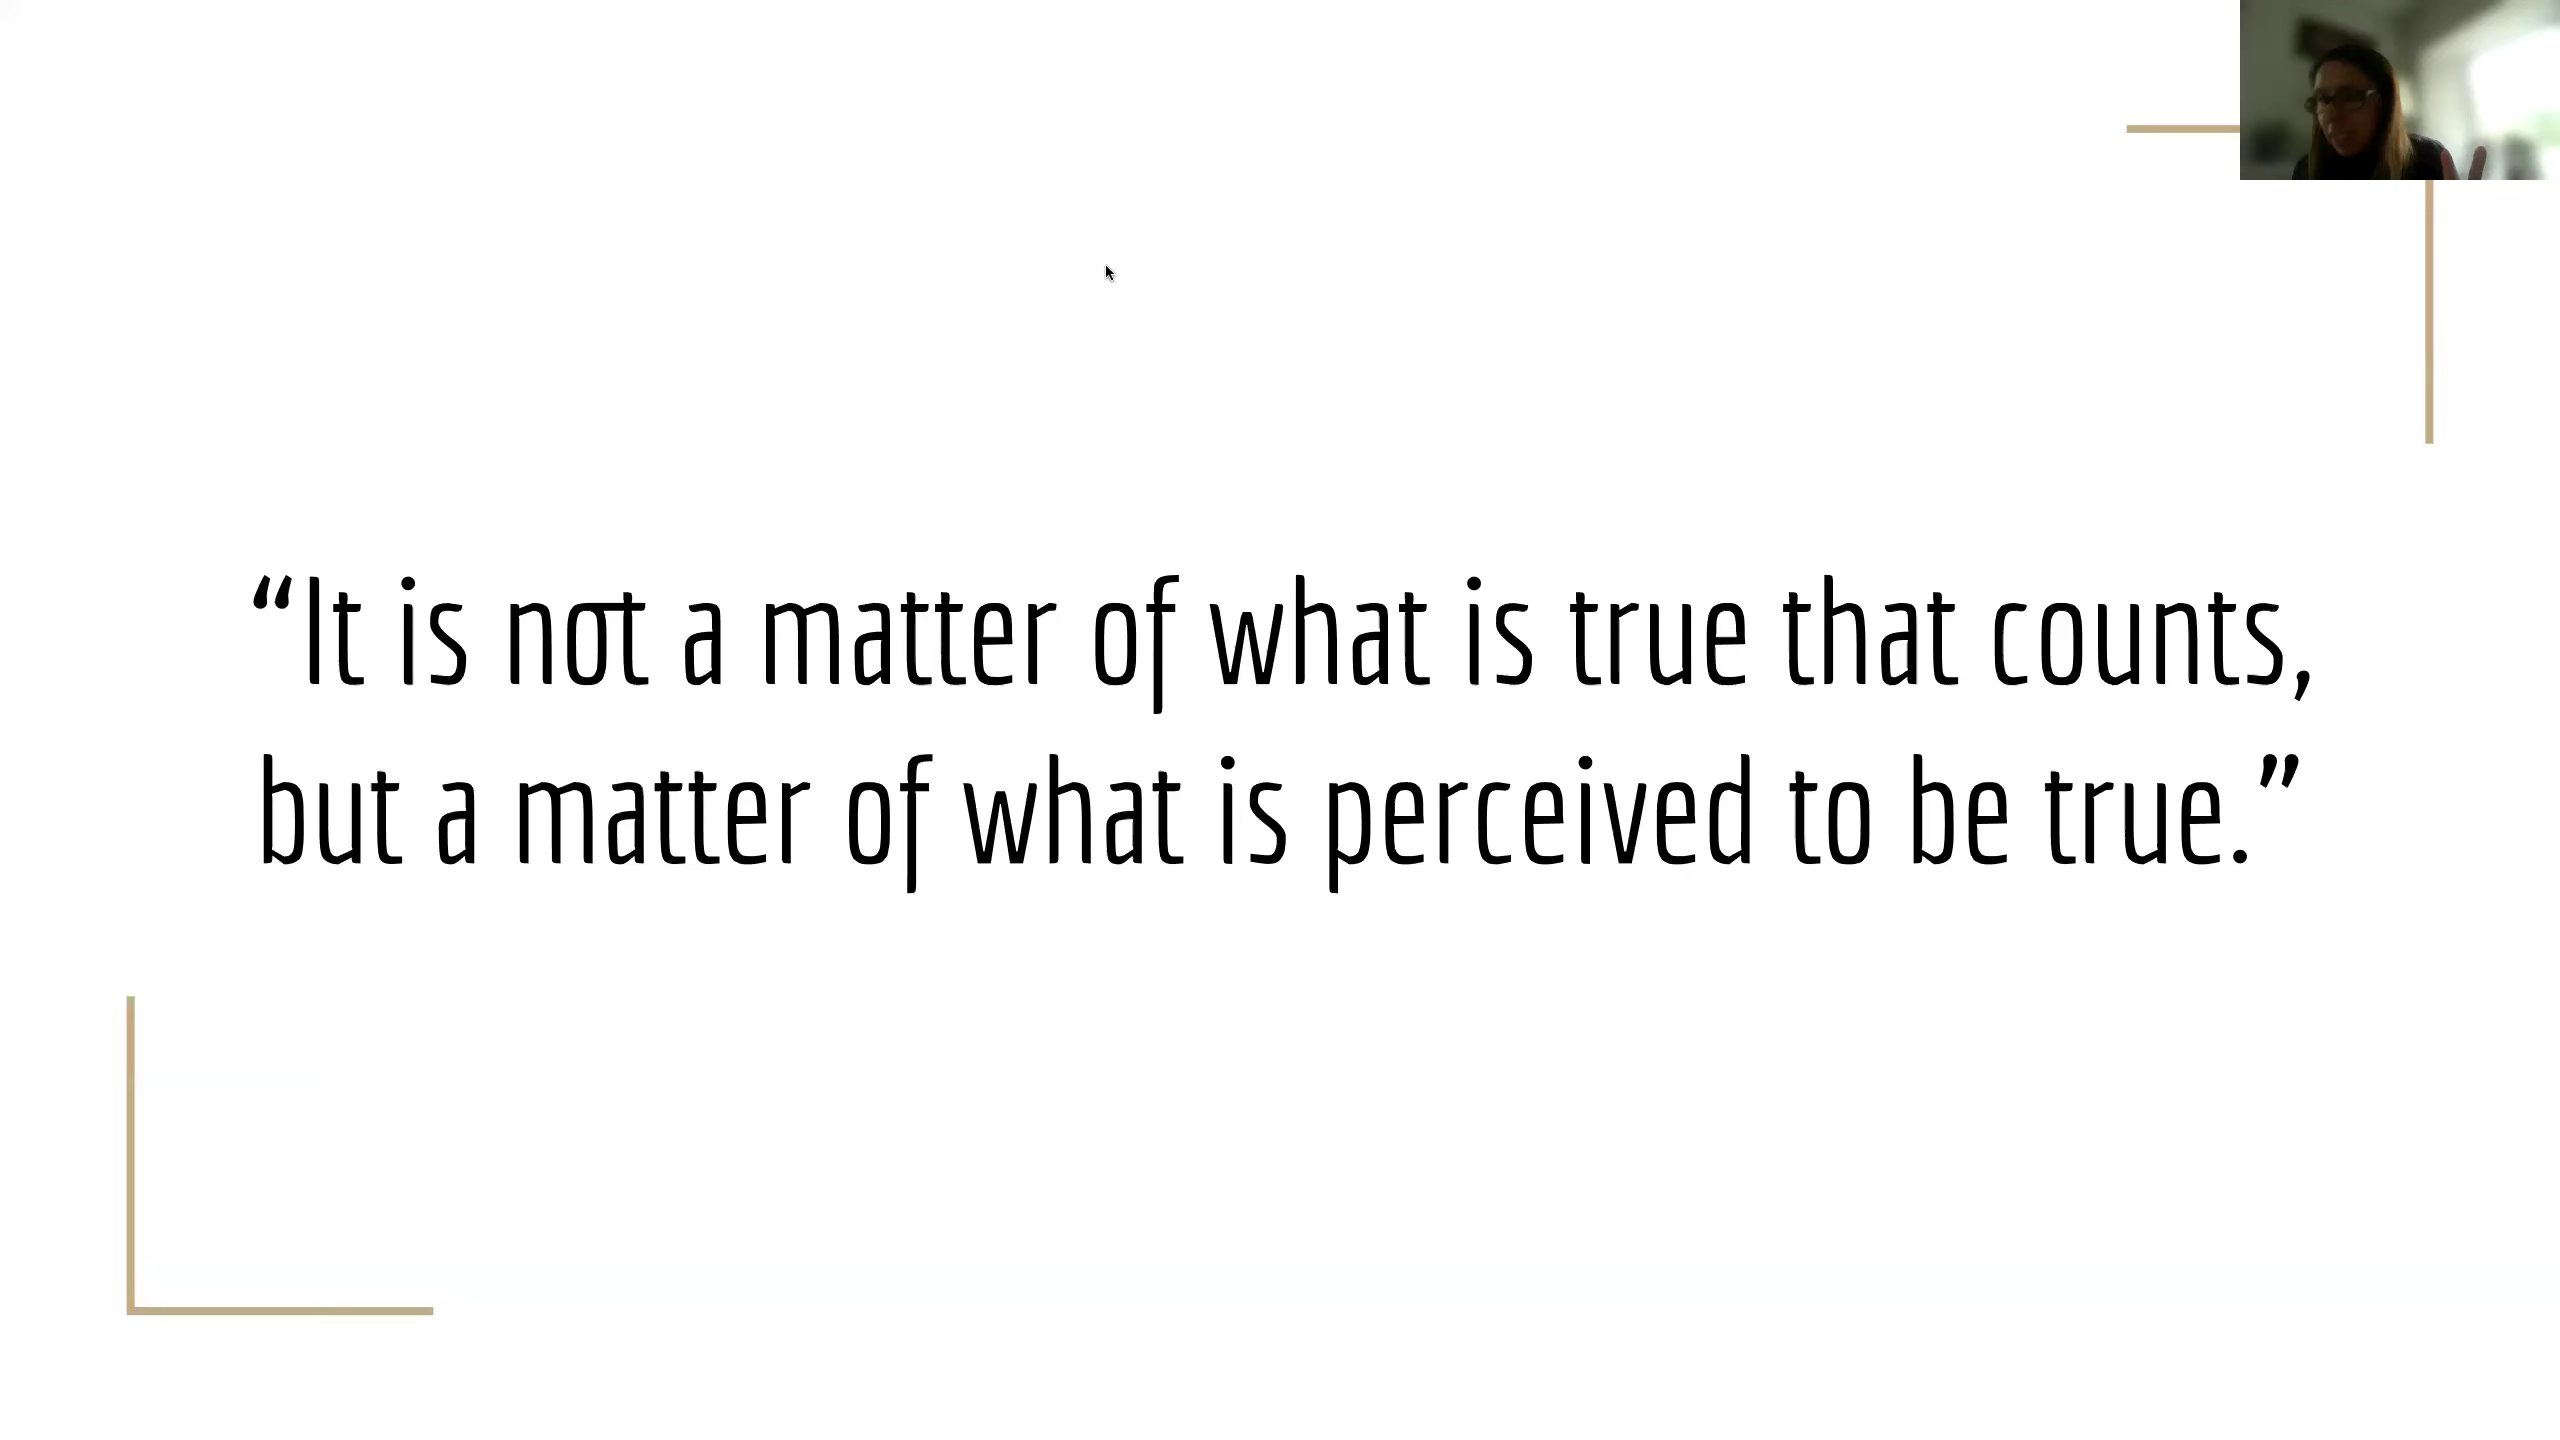 “It is not a matter of what is true that counts,
but a matter of what is perceived to be true.”